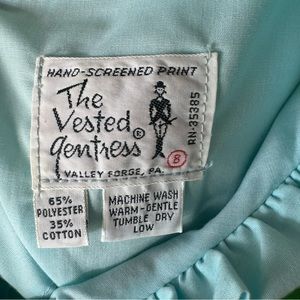 HAND-SCREENED PRINT
The
Vested
Gentress®
8
VALLEY FORGE, PA.
RN-35385
65%
POLYESTER
35%
COTTON
MACHINE WASH
WARM-GENTLE
TUMBLE DRY
LOW